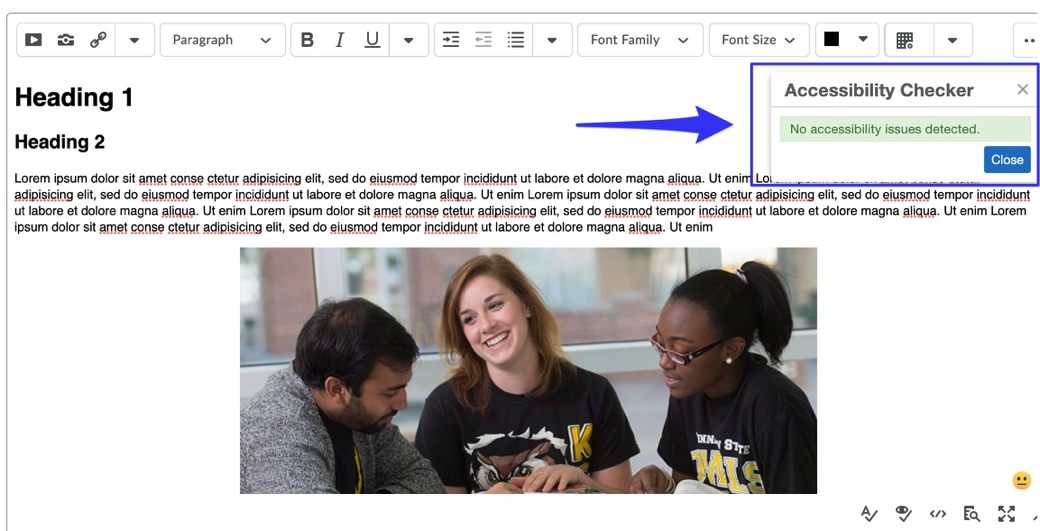 Paragraph B I U Font Family Font Size
Accessibility Checker
No accessibility issues detected.
Close
Heading 1
Heading 2
Lorem ipsum dolor sit amet conse ctetur adipisicing elit, sed do eiusmod tempor incididunt ut labore et dolore magna aliqua. Ut enim
adipisicing elit, sed do eiusmod tempor incididunt ut labore et dolore magna aliqua. Ut enim Lorem ipsum dolor sit amet conse ctetur adipisicing elit, sed do eiusmod tempor incididunt
ut labore et dolore magna aliqua. Ut enim Lorem ipsum dolor sit amet conse ctetur adipisicing elit, sed do eiusmod tempor incididunt ut labore et dolore magna aliqua. Ut enim Lorem
ipsum dolor sit amet conse ctetur adipisicing elit, sed do eiusmod tempor incididunt ut labore et dolore magna aliqua. Ut enim
K
STATE